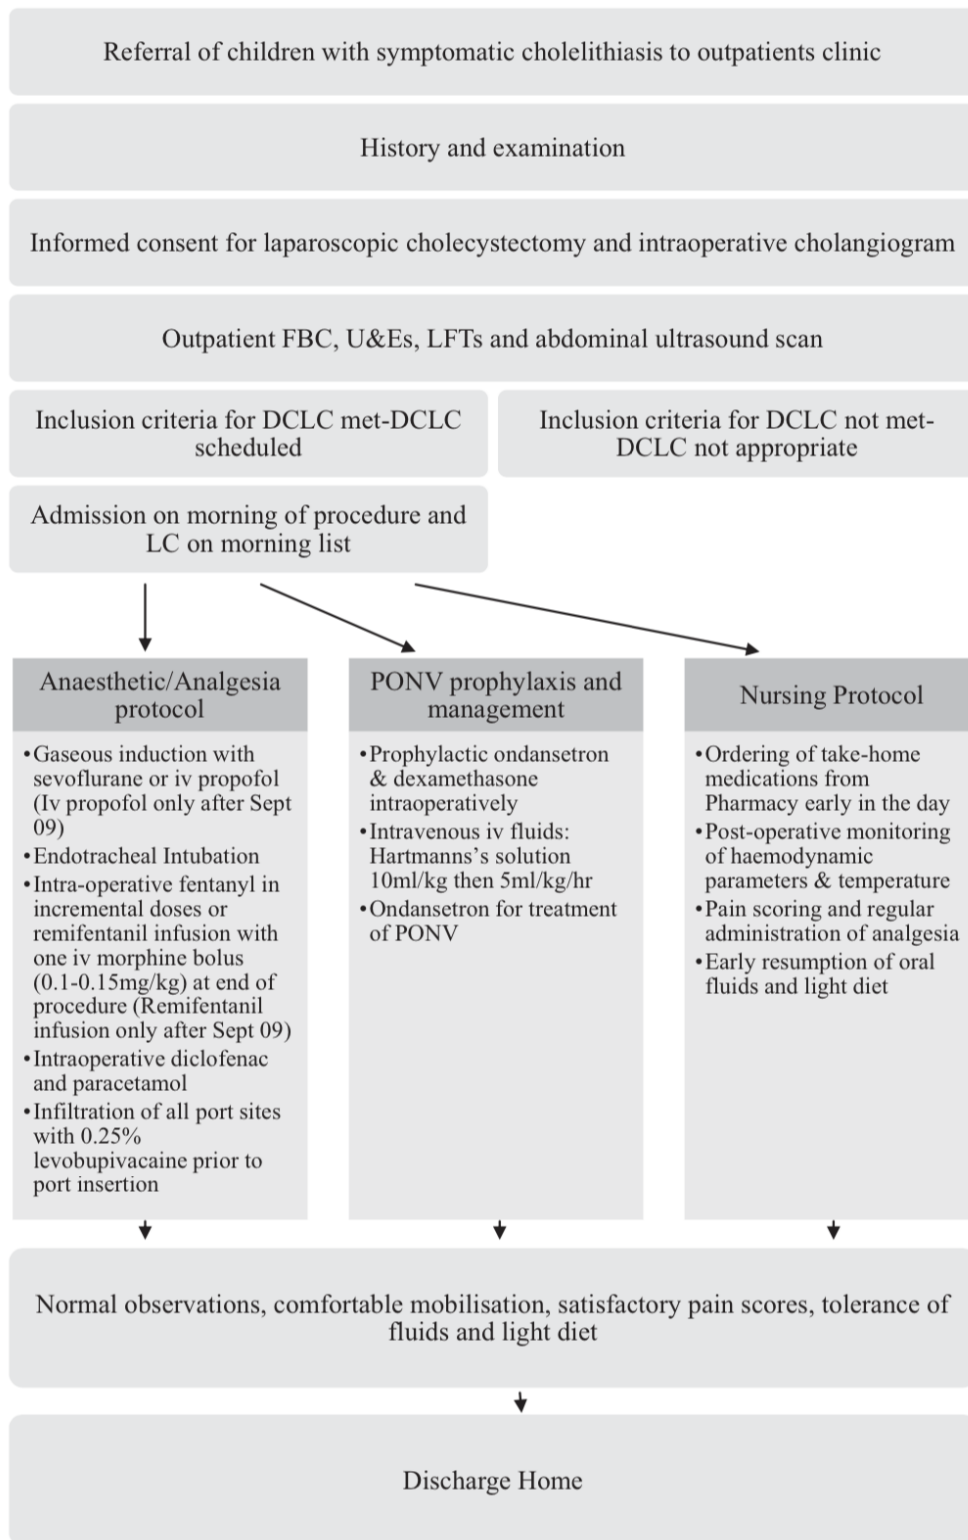 Referral of children with symptomatic cholelithiasis to outpatients clinic
History and examination
Informed consent for laparoscopic cholecystectomy and intraoperative cholangiogram
Outpatient FBC, U&Es, LFTs and abdominal ultrasound scan
Inclusion criteria for DCLC met-DCLC
scheduled
Inclusion criteria for DCLC not met-
DCLC not appropriate
Admission on morning of procedure and
LC on morning list
Anaesthetic/Analgesia
protocol
•Gaseous induction with
sevoflurane or iv propofol
(Iv propofol only after Sept
09)
•Endotracheal Intubation
•Intra-operative fentanyl in
incremental doses or
remifentanil infusion with
one iv morphine bolus
(0.1-0.15mg/kg) at end of
procedure (Remifentanil
infusion only after Sept 09)
•Intraoperative diclofenac
and paracetamol
•Infiltration of all port sites
with 0.25%
levobupivacaine prior to
port insertion
PONV prophylaxis and
management
•Prophylactic ondansetron
& dexamethasone
intraoperatively
•Intravenous iv fluids:
Hartmanns's solution
10ml/kg then 5ml/kg/hr
•Ondansetron for treatment
of PONV
Nursing Protocol
•Ordering of take-home
medications from
Pharmacy early in the day
•Post-operative monitoring
of haemodynamic
parameters & temperature
•Pain scoring and regular
administration of analgesia
•Early resumption of oral
fluids and light diet
Normal observations, comfortable mobilisation, satisfactory pain scores, tolerance of
fluids and light diet
Discharge Home